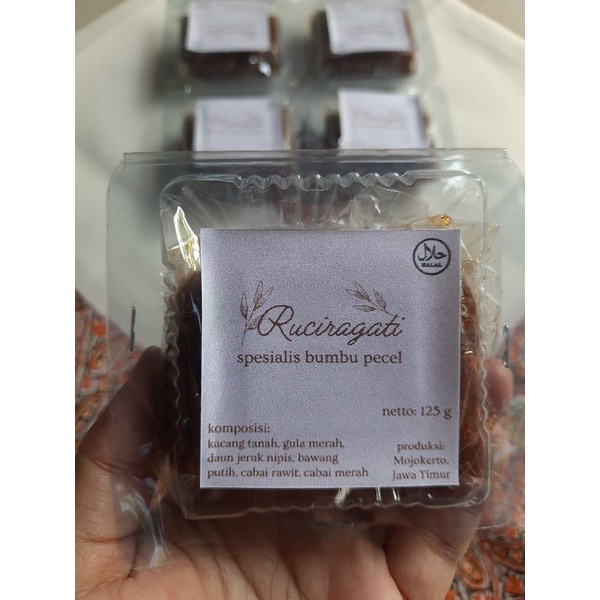 حلال
HALAL
Ruciragati
spesialis bumbu pecel
netto: 125 g
komposisi:
kacang tanah, gula merah,
daun jeruk nipis, bawang
putih, cabai rawit, cabai merah
produksi:
Mojokerto,
Jawa Timur